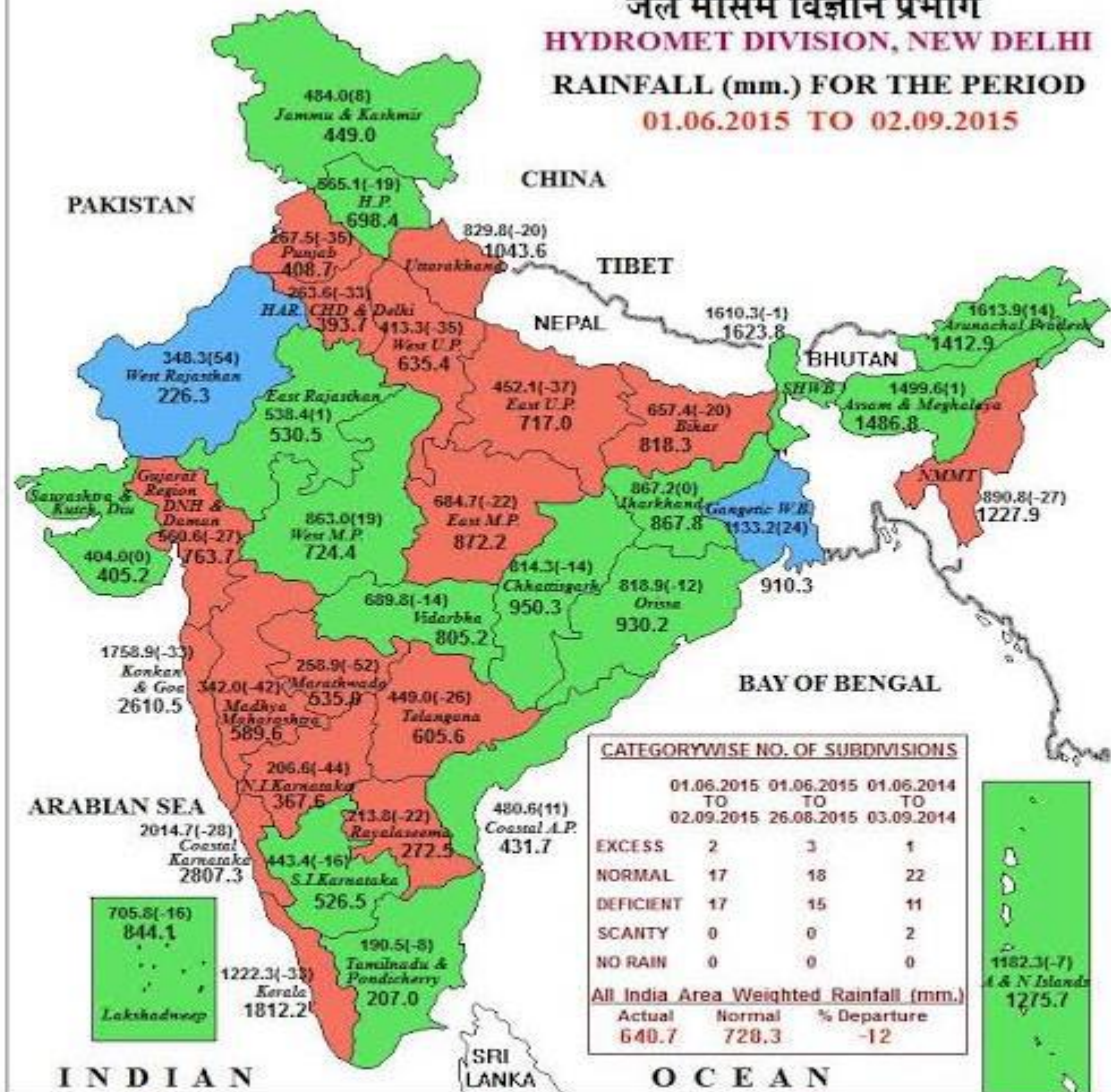 जल मौसम विज्ञान प्रभाग
HYDROMET DIVISION, NEW DELHI
RAINFALL (mm.) FOR THE PERIOD
01.06.2015 TO 02.09.2015
484.0(8)
Jammu & Kashmir
449.0
CHINA
565.1(-19)
H.P.
698.4
PAKISTAN
829.8(-20)
1043.6
Uttarakhand
267.5(-35)
Punjab
408.7
TIBET
263.6(-33)
HAR. CHD & Delhi
393.7
413.3(-35)
West U.P.
635.4
NEPAL
1610.3(-1)
1623.8
SHWB
BHUTAN
1613.9(14)
Arunachal Pradesh
1412.9
348.3(54)
West Rajasthan
226.3
East Rajasthan
538.4(1)
530.5
452.1(-37)
East U.P.
717.0
657.4(-20)
Bihar
818.3
1499.6(1)
Assam & Meghalaya
1486.8
NMMT
890.8(-27)
1227.9
Gujarat
Region
DNH &
Daman
560.6(-27)
763.7
Saurashtra &
Kutch, Diu
404.0(0)
405.2
863.0(19)
West M.P.
724.4
684.7(-22)
East M.P.
872.2
867.2(0)
Jharkhand
867.8
Gangetic W.B.
1133.2(24)
910.3
814.3(-14)
Chhattisgarh
950.3
818.9(-12)
Orissa
930.2
689.8(-14)
Vidarbha
805.2
1758.9(-33)
Konkan
& Goa
2610.5
342.0(-42)
Madhya
Maharashtra
589.6
258.9(-52)
Marathwada
535.9
449.0(-26)
Telangana
605.6
BAY OF BENGAL
206.6(-44)
N.I.Karnataka
367.6
ARABIAN SEA
2014.7(-28)
Coastal
Karnataka
2807.3
213.8(-22)
Rayalaseema
272.5
480.6(11)
Coastal A.P.
431.7
443.4(-16)
S.I.Karnataka
526.5
705.8(-16)
844.1
Lakshadweep
1222.3(-33)
Kerala
1812.2
190.5(-8)
Tamilnadu &
Pondicherry
207.0
CATEGORYWISE NO. OF SUBDIVISIONS
01.06.2015 01.06.2015 01.06.2014
TO TO TO
02.09.2015 26.08.2015 03.09.2014
EXCESS 2 3 1
NORMAL 17 18 22
DEFICIENT 17 15 11
SCANTY 0 0 2
NO RAIN 0 0 0
All India Area Weighted Rainfall (mm.)
Actual Normal % Departure
640.7 728.3 -12
1182.3(-7)
A & N Islands
1275.7
SRI
LANKA
INDIAN OCEAN